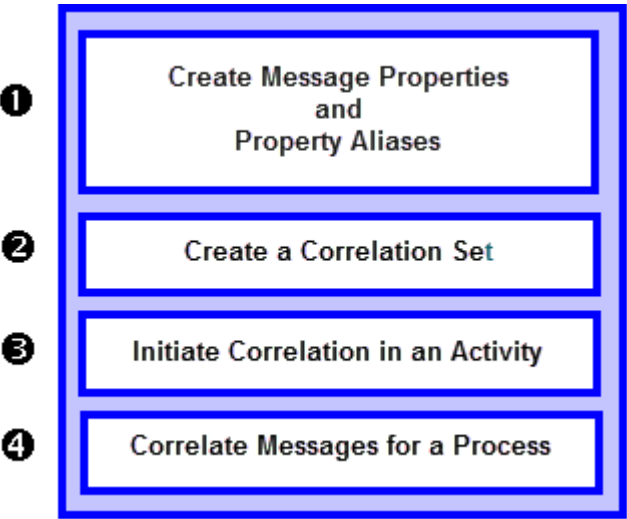 ❶
Create Message Properties
and
Property Aliases
❷
Create a Correlation Set
❸
Initiate Correlation in an Activity
❹
Correlate Messages for a Process